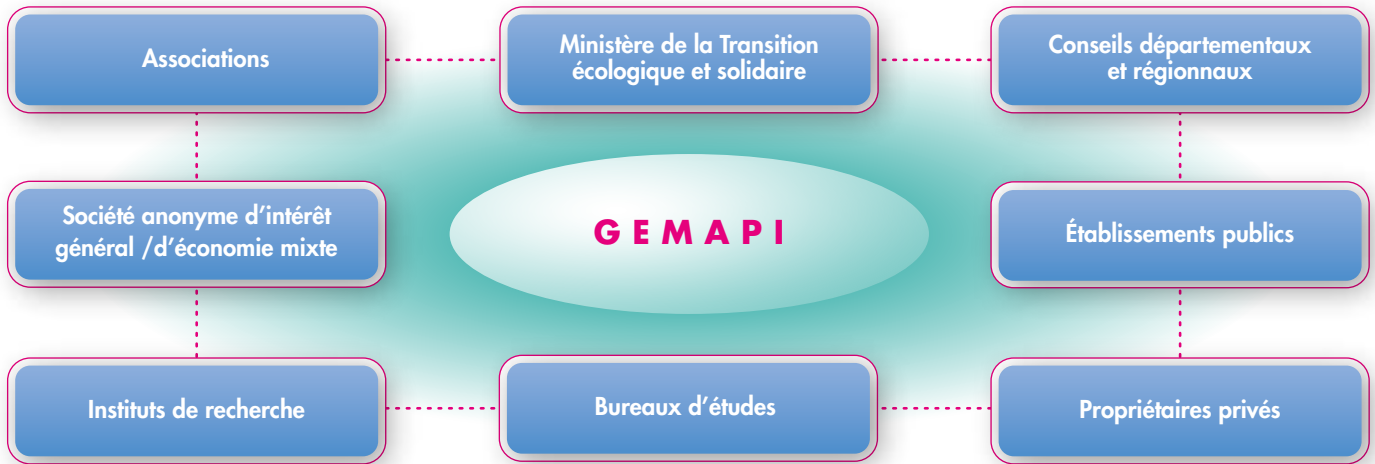 Associations
Ministère de la Transition
écologique et solidaire
Conseils départementaux
et régionnaux
Société anonyme d’intérêt
général /d’économie mixte
GEMAPI
Établissements publics
Instituts de recherche
Bureaux d’études
Propriétaires privés